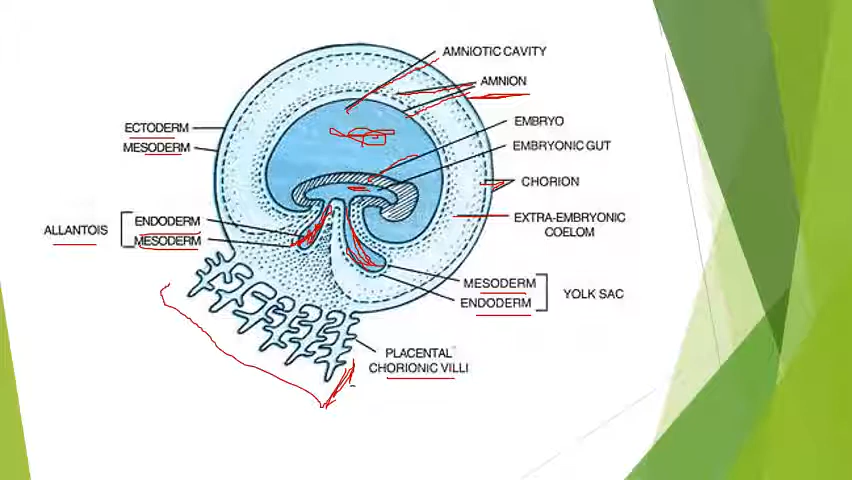 AMNIOTIC CAVITY
AMNION
EMBRYO
ECTODERM
MESODERM
EMBRYONIC GUT
CHORION
EXTRA-EMBRYONIC
COELOM
ALLANTOIS
ENDODERM
MESODERM
MESODERM
ENDODERM
YOLK SAC
PLACENTAL
CHORIONIC VILLI